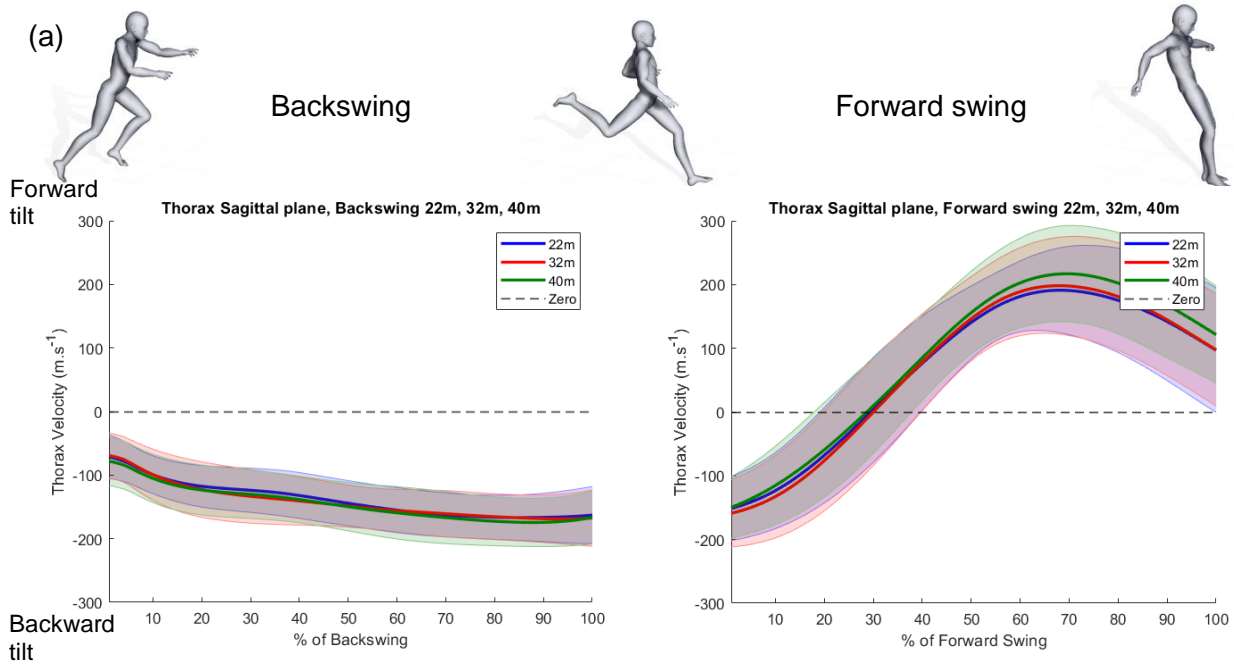 (a)
Backswing
Forward swing
Forward
tilt
Thorax Sagittal plane, Backswing 22m, 32m, 40m
300
200
100
0
-100
-200
-300
Thorax Velocity (m.s⁻¹)
22m
32m
40m
Zero
10 20 30 40 50 60 70 80 90 100
% of Backswing
Backward
tilt
Thorax Sagittal plane, Forward swing 22m, 32m, 40m
300
200
100
0
-100
-200
-300
Thorax Velocity (m.s⁻¹)
22m
32m
40m
Zero
10 20 30 40 50 60 70 80 90 100
% of Forward Swing